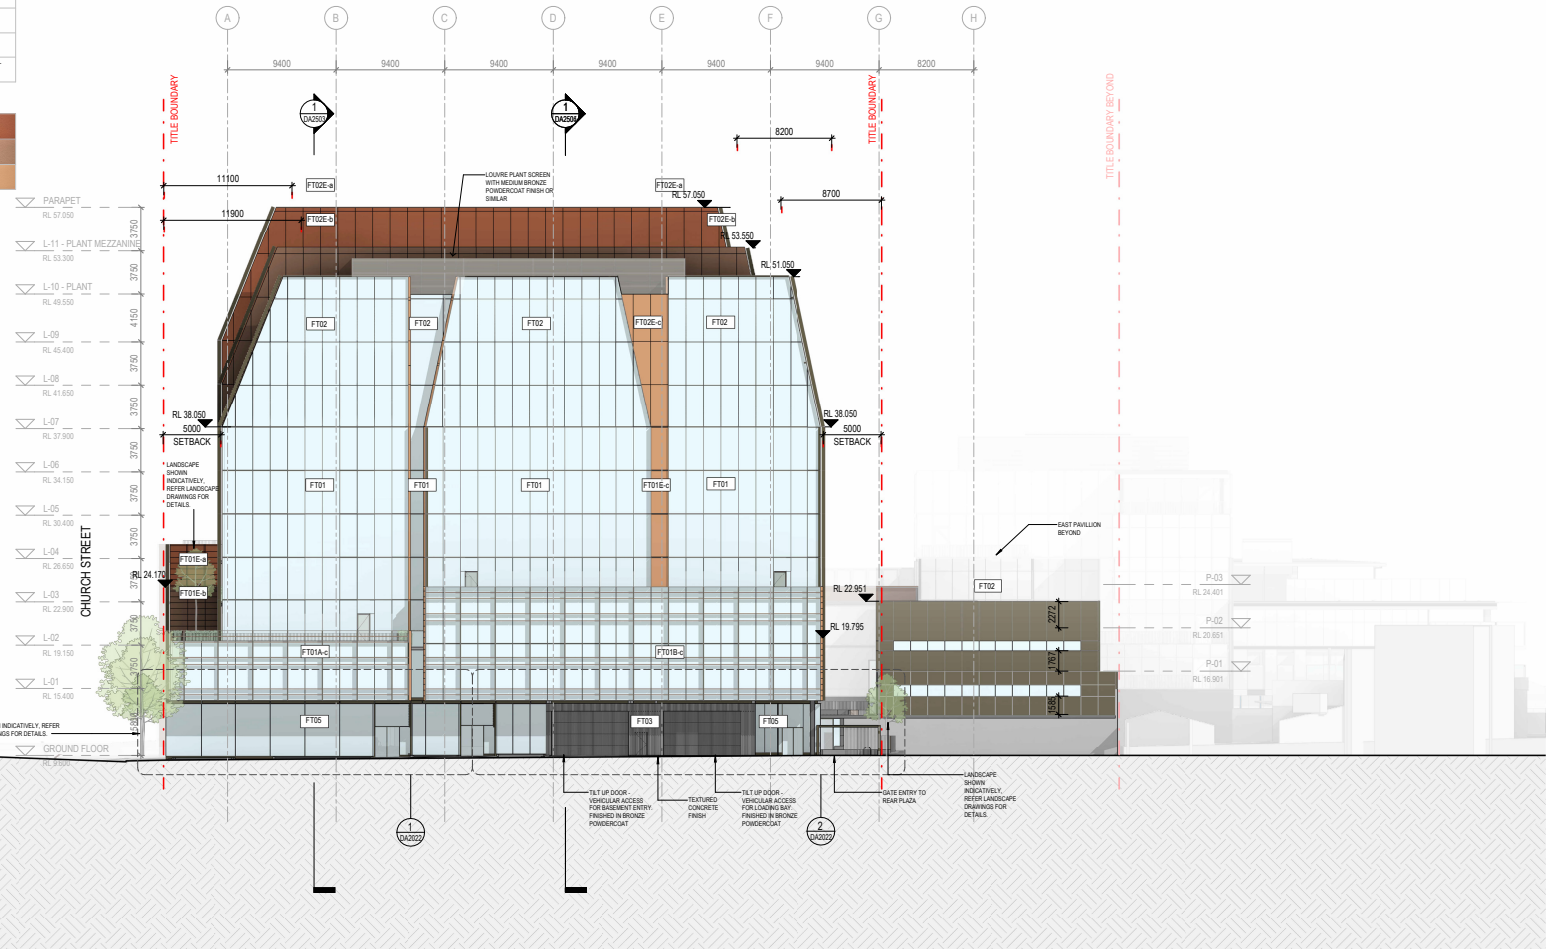 A B C D E F G H
9400 9400 9400 9400 9400 9400 8200
TITLE BOUNDARY
TITLE BOUNDARY
TITLE BOUNDARY BEYOND
1
DA2503
1
8200
11100
FT02E-a
LOUVRE PLANT SCREEN
WITH MEDIUM BRONZE
POWDERCOAT FINISH OR
SIMILAR
FT02E-a
RL 57.050
8700
11900
FT02E-b
FT02E-b
RL 53.550
RL 51.050
PARAPET
RL 57.050
3750
L-11 - PLANT MEZZANINE
RL 53.300
3750
L-10 - PLANT
RL 49.550
4150
L-09
RL 45.400
3750
L-08
RL 41.650
3750
L-07
RL 37.900
3750
L-06
RL 34.150
3750
L-05
RL 30.400
3750
L-04
RL 26.650
L-03
RL 22.900
3750
L-02
RL 19.150
L-01
RL 15.400
GROUND FLOOR
FT02 FT02 FT02 FT02E-c FT02
RL 38.050
5000
SETBACK
RL 38.050
5000
SETBACK
LANDSCAPE
SHOWN
INDICATIVELY,
REFER LANDSCAPE
DRAWINGS FOR
DETAILS.
FT01 FT01 FT01 FT01E-c FT01
CHURCH STREET
FT01E-a
RL 24.170
FT01E-b
EAST PAVILLION
BEYOND
RL 22.951
FT02
RL 19.795
2272
1767
1585
P-03
RL 24.401
P-02
RL 20.651
P-01
RL 16.901
FT01A-c
FT01B-c
FT05
FT03
FT05
INDICATIVELY, REFER
FOR DETAILS.
TILT UP DOOR -
VEHICULAR ACCESS
FOR BASEMENT ENTRY.
FINISHED IN BRONZE
POWDERCOAT
TEXTURED
CONCRETE
FINISH
TILT UP DOOR -
VEHICULAR ACCESS
FOR LOADING BAY.
FINISHED IN BRONZE
POWDERCOAT
GATE ENTRY TO
REAR PLAZA
LANDSCAPE
SHOWN
INDICATIVELY,
REFER LANDSCAPE
DRAWINGS FOR
DETAILS.
1
DA2022
2
DA2022